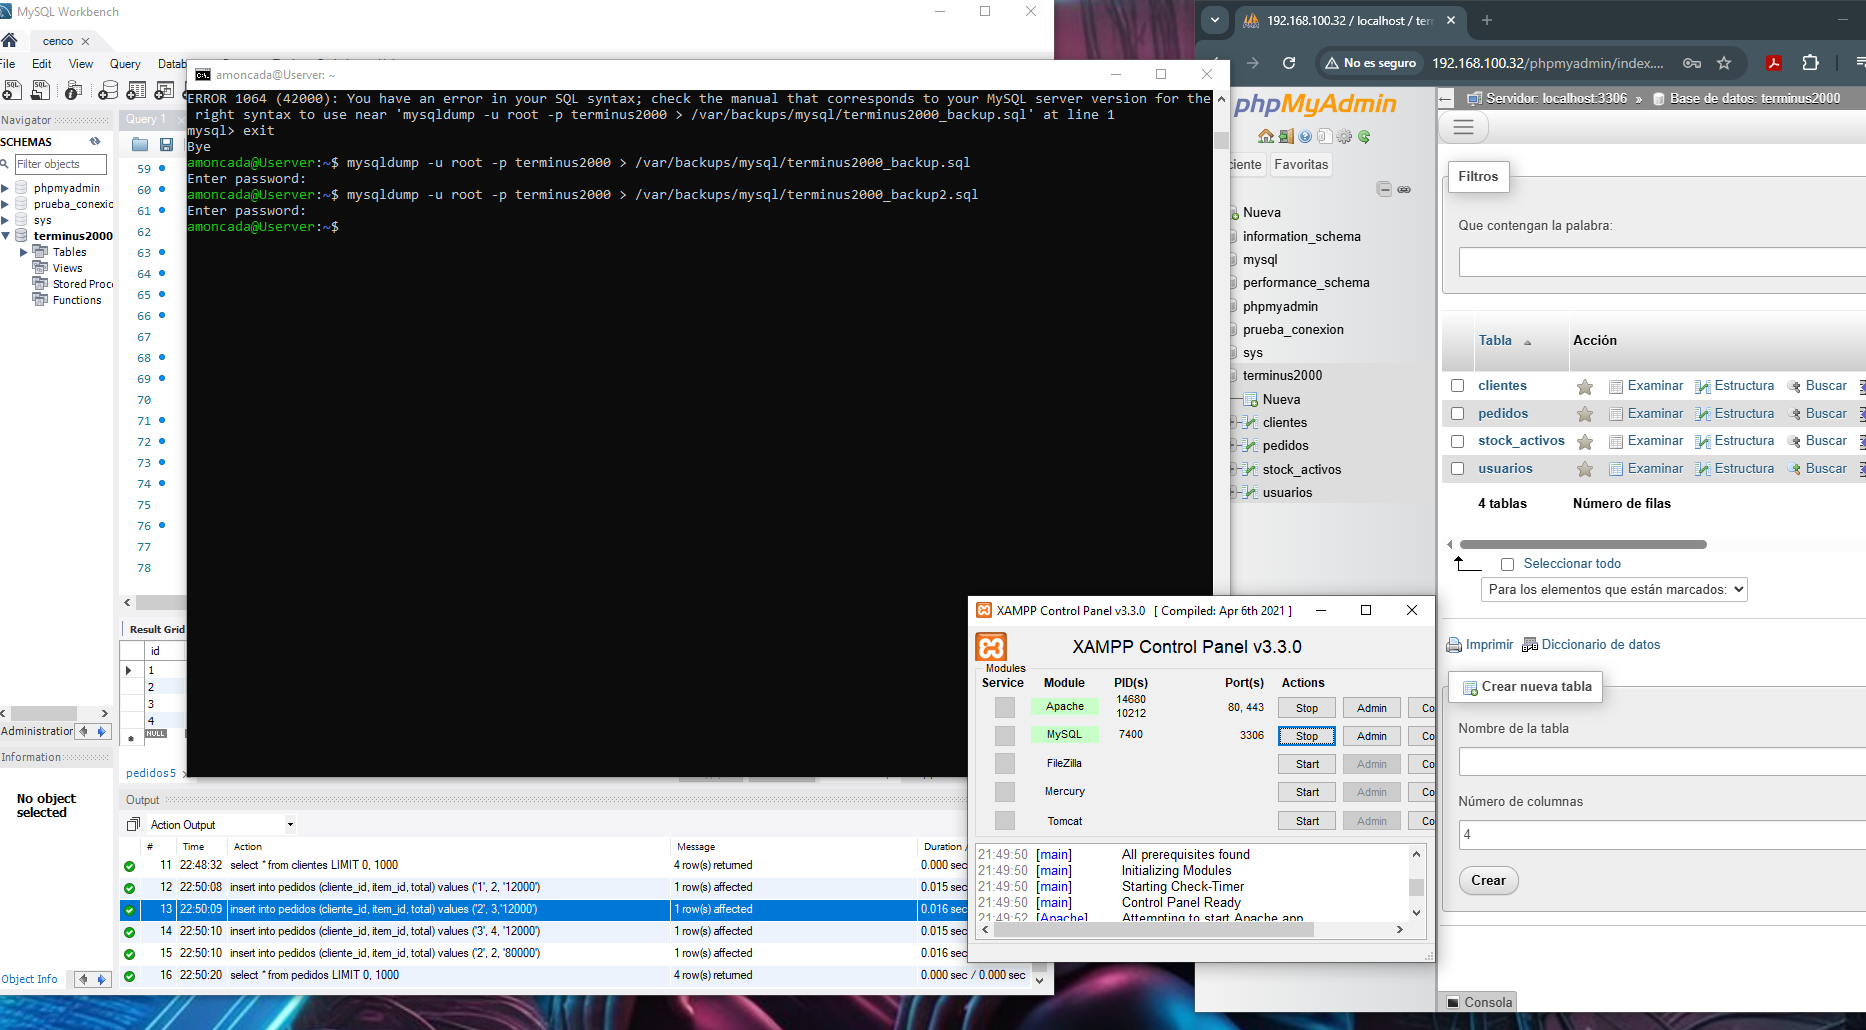 MySQL Workbench
cenco
File Edit View Query Datab
Navigator
SCHEMAS
Filter objects
phpmyadmin
prueba_conexio
sys
terminus2000
Tables
Views
Stored Proc
Functions
Administration
Information
No object
selected
Object Info
Query 1
59
60
61
62
63
64
65
66
67
68
69
70
71
72
73
74
75
76
77
78
Result Grid
id
1
2
3
4
NULL
pedidos 5
Output
Action Output
# Time Action Message Duration /
11 22:48:32 select * from clientes LIMIT 0, 1000 4 row(s) returned 0.000 sec
12 22:50:08 insert into pedidos (cliente_id, item_id, total) values ('1', 2, '12000') 1 row(s) affected 0.015 sec
13 22:50:09 insert into pedidos (cliente_id, item_id, total) values ('2', 3,'12000') 1 row(s) affected 0.016 sec
14 22:50:10 insert into pedidos (cliente_id, item_id, total) values ('3', 4, '12000') 1 row(s) affected 0.015 sec
15 22:50:10 insert into pedidos (cliente_id, item_id, total) values ('2', 2, '80000') 1 row(s) affected 0.016 sec
16 22:50:20 select * from pedidos LIMIT 0, 1000 4 row(s) returned 0.000 sec / 0.000 sec
amoncada@Userver: ~
ERROR 1064 (42000): You have an error in your SQL syntax; check the manual that corresponds to your MySQL server version for the
right syntax to use near 'mysqldump -u root -p terminus2000 > /var/backups/mysql/terminus2000_backup.sql' at line 1
mysql> exit
Bye
amoncada@Userver:~$ mysqldump -u root -p terminus2000 > /var/backups/mysql/terminus2000_backup.sql
Enter password:
amoncada@Userver:~$ mysqldump -u root -p terminus2000 > /var/backups/mysql/terminus2000_backup2.sql
Enter password:
amoncada@Userver:~$
XAMPP Control Panel v3.3.0 [ Compiled: Apr 6th 2021 ]
XAMPP Control Panel v3.3.0
Modules
Service Module PID(s) Port(s) Actions
Apache 14680 10212 80, 443 Stop Admin Co
MySQL 7400 3306 Stop Admin Co
FileZilla Start Admin Co
Mercury Start Admin Co
Tomcat Start Admin Co
21:49:50 [main] All prerequisites found
21:49:50 [main] Initializing Modules
21:49:50 [main] Starting Check-Timer
21:49:50 [main] Control Panel Ready
21:49:52 [Apache] Attempting to start Apache app
192.168.100.32 / localhost / ter
No es seguro 192.168.100.32/phpmyadmin/index....
phpMyAdmin
ciente Favoritas
Nueva
information_schema
mysql
performance_schema
phpmyadmin
prueba_conexion
sys
terminus2000
Nueva
clientes
pedidos
stock_activos
usuarios
Servidor: localhost:3306 » Base de datos: terminus2000
Filtros
Que contengan la palabra:
Tabla Acción
clientes Examinar Estructura Buscar
pedidos Examinar Estructura Buscar
stock_activos Examinar Estructura Buscar
usuarios Examinar Estructura Buscar
4 tablas Número de filas
Seleccionar todo
Para los elementos que están marcados:
Imprimir Diccionario de datos
Crear nueva tabla
Nombre de la tabla
Número de columnas
4
Crear
Consola